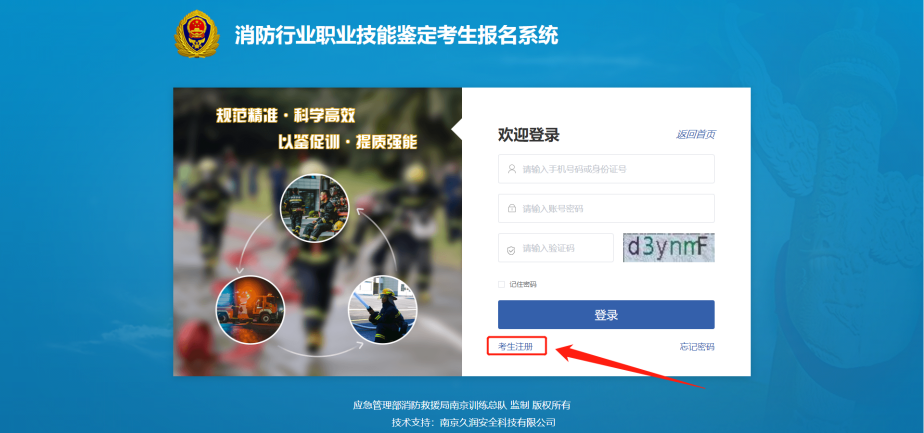 消防行业职业技能鉴定考生报名系统
规范精准·科学高效
以鉴促训·提质强能
欢迎登录
返回首页
请输入手机号码或身份证号
请输入账号密码
请输入验证码
d3ynmF
记住密码
登录
考生注册
忘记密码
应急管理部消防救援局南京训练总队 监制 版权所有
技术支持：南京久润安全科技有限公司